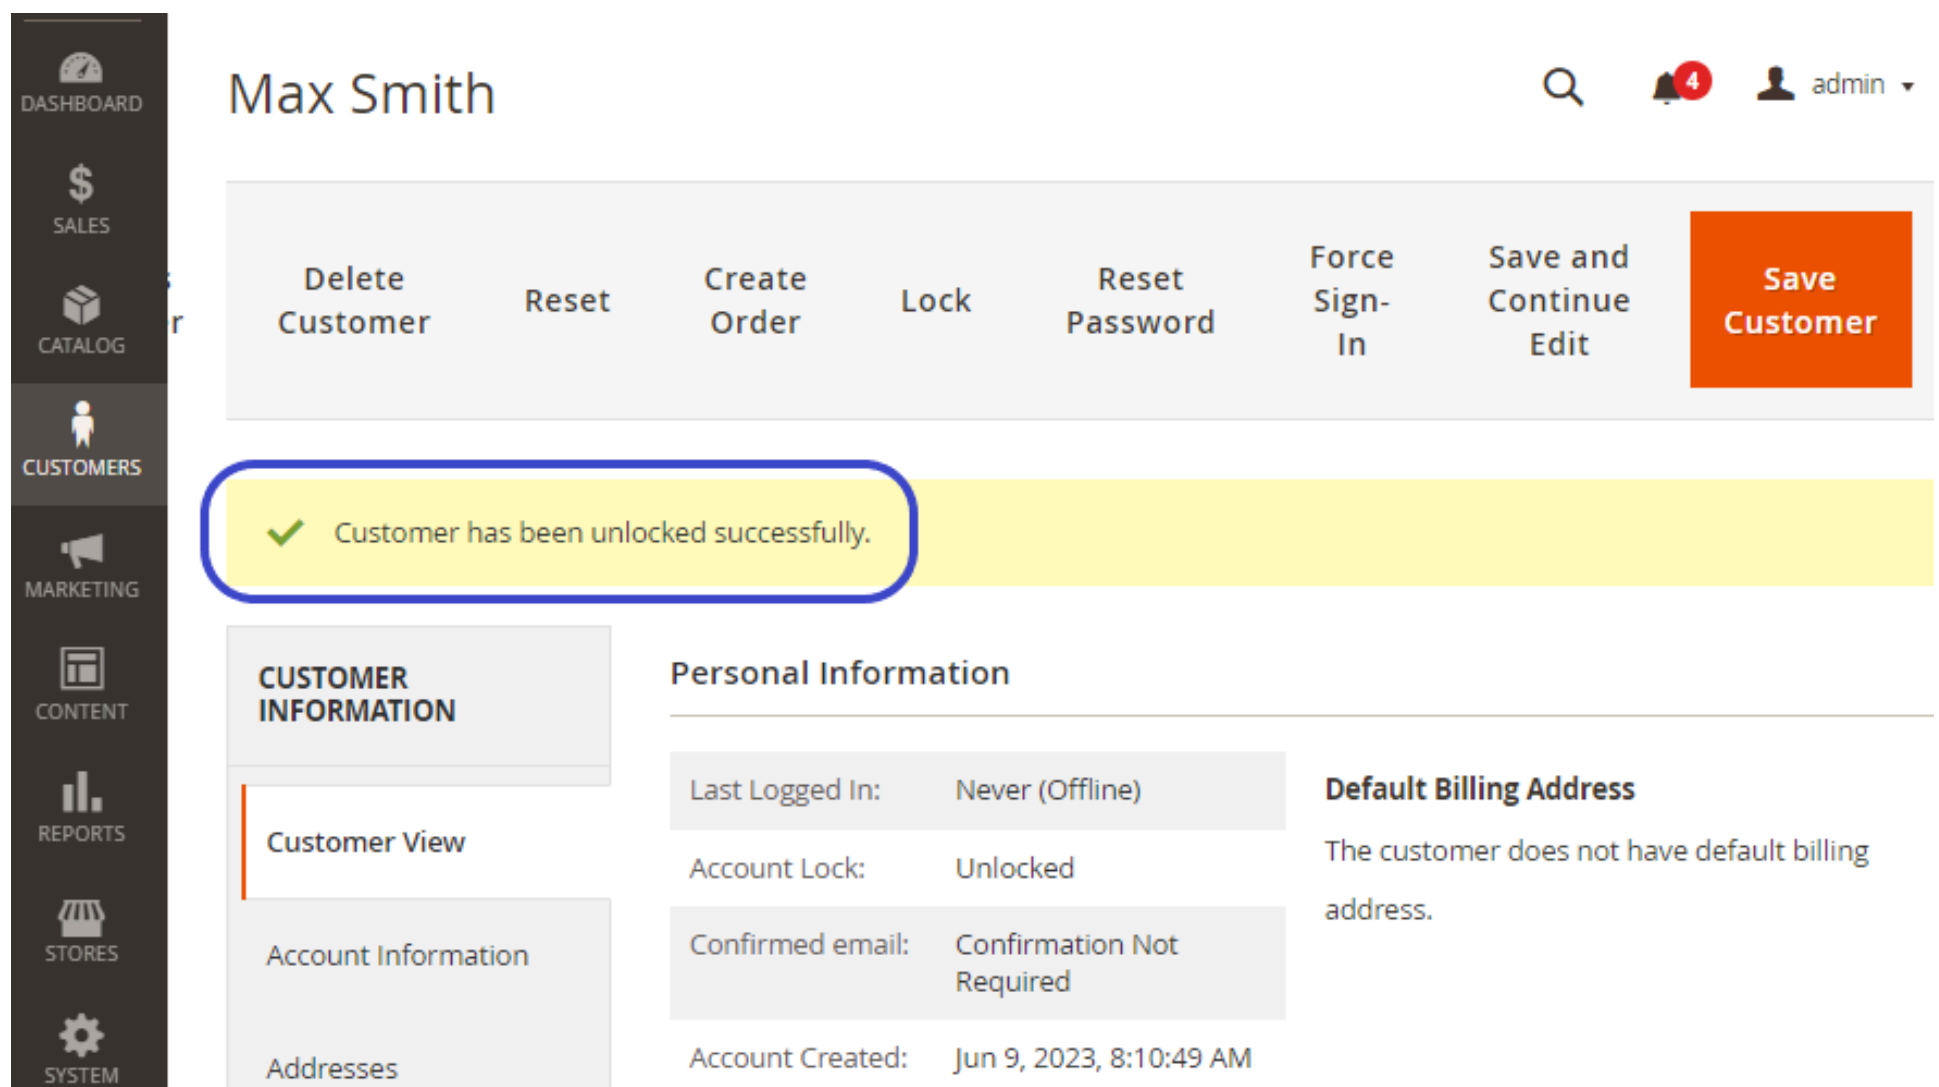 DASHBOARD
SALES
CATALOG
CUSTOMERS
MARKETING
CONTENT
REPORTS
STORES
SYSTEM
Max Smith
4
admin
Delete
Customer
Reset
Create
Order
Lock
Reset
Password
Force
Sign-
In
Save and
Continue
Edit
Save
Customer
Customer has been unlocked successfully.
CUSTOMER
INFORMATION
Customer View
Account Information
Addresses
Personal Information
Last Logged In: Never (Offline)
Account Lock: Unlocked
Confirmed email: Confirmation Not
Required
Account Created: Jun 9, 2023, 8:10:49 AM
Default Billing Address
The customer does not have default billing
address.